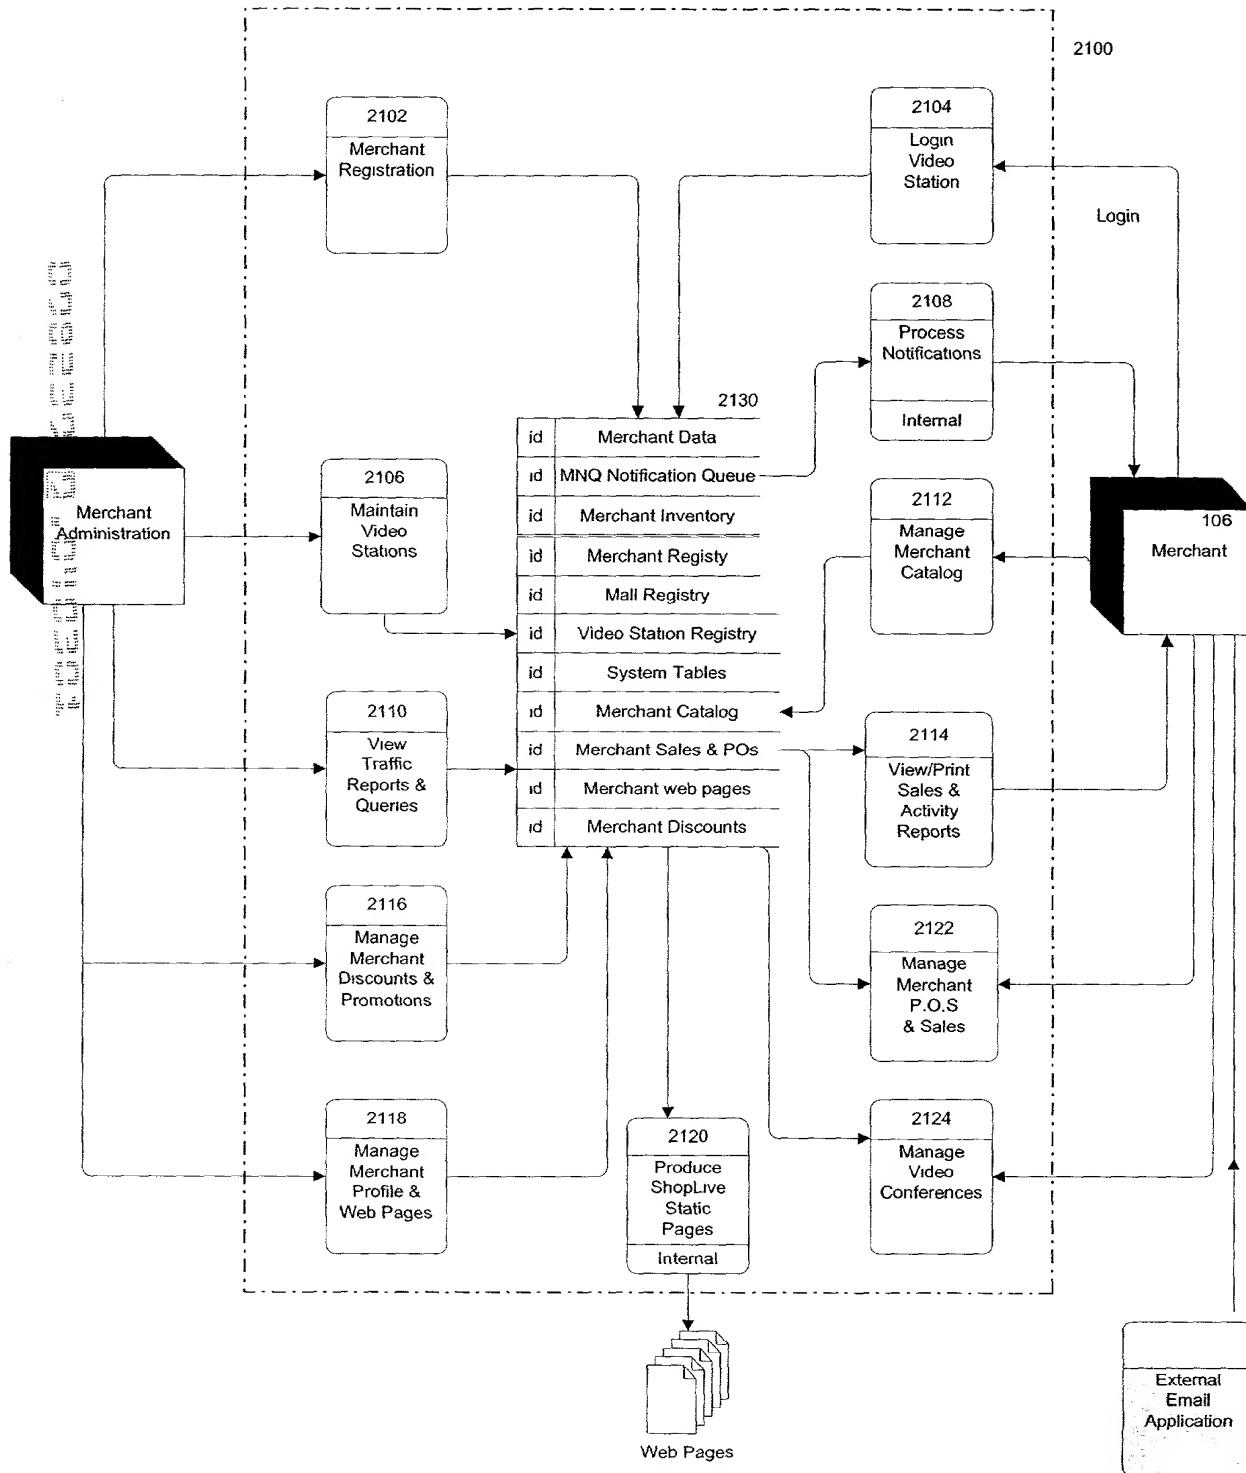 2100
2102
Merchant
Registration
2104
Login
Video
Station
Login
2108
Process
Notifications
Internal
2130
id Merchant Data
id MNQ Notification Queue
id Merchant Inventory
id Merchant Registy
id Mall Registry
id Video Station Registry
id System Tables
id Merchant Catalog
id Merchant Sales & POs
id Merchant web pages
id Merchant Discounts
Merchant
Administration
2106
Maintain
Video
Stations
2112
Manage
Merchant
Catalog
106
Merchant
2110
View
Traffic
Reports &
Queries
2114
View/Print
Sales &
Activity
Reports
2116
Manage
Merchant
Discounts &
Promotions
2122
Manage
Merchant
P.O.S
& Sales
2118
Manage
Merchant
Profile &
Web Pages
2120
Produce
ShopLive
Static
Pages
Internal
2124
Manage
Video
Conferences
Web Pages
External
Email
Application